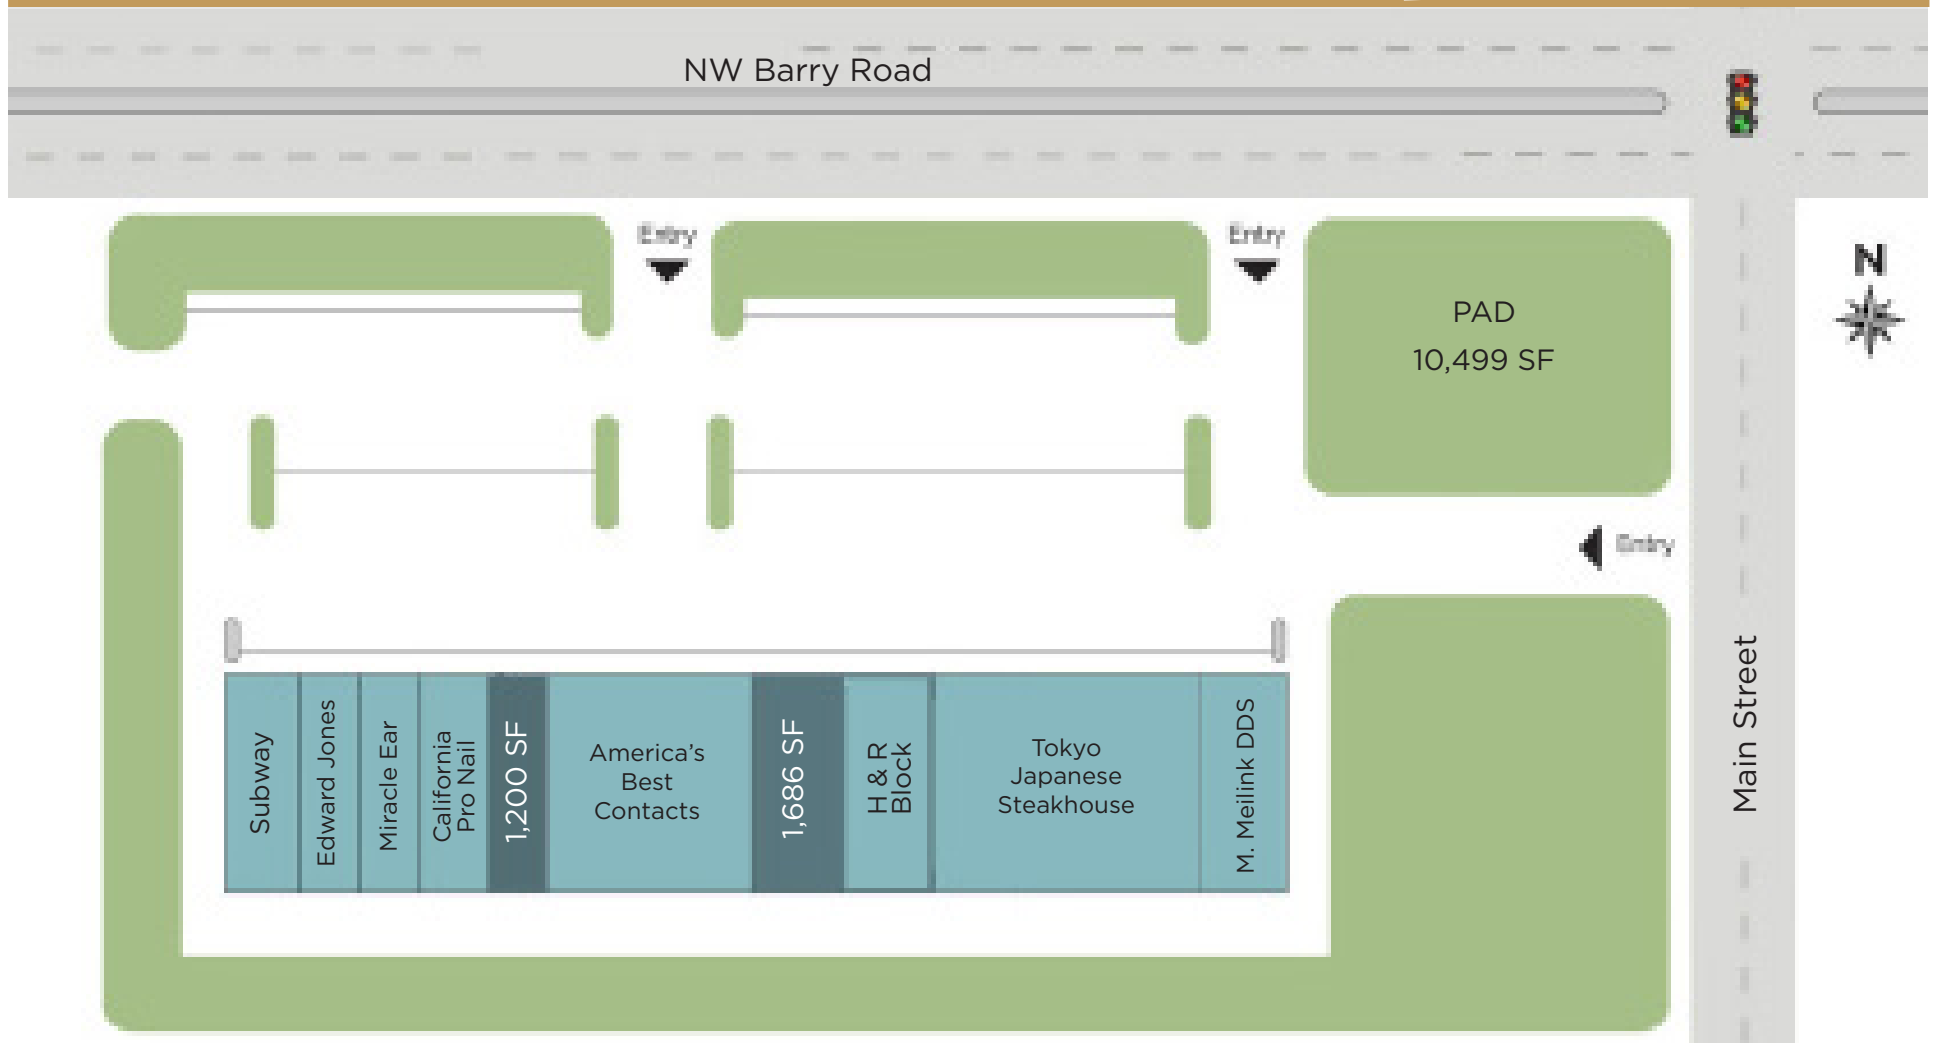 NW Barry Road
Entry
Entry
N
PAD
10,499 SF
Entry
Subway
Edward Jones
Miracle Ear
California
Pro Nail
1,200 SF
America's
Best
Contacts
1,686 SF
H & R
Block
Tokyo
Japanese
Steakhouse
M. Meilink DDS
Main Street